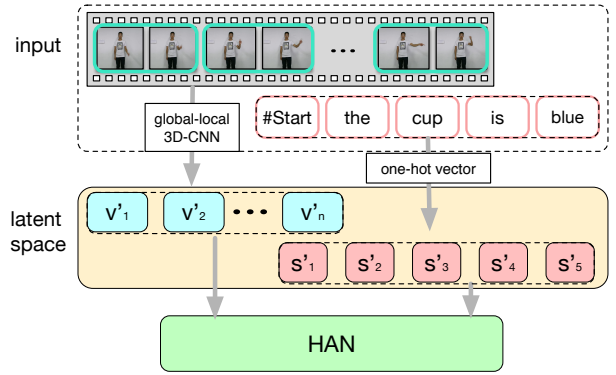 input
global-local
3D-CNN
#Start the cup is blue
one-hot vector
latent
space
v'1 v'2 ••• v'n
s'1 s'2 s'3 s'4 s'5
HAN